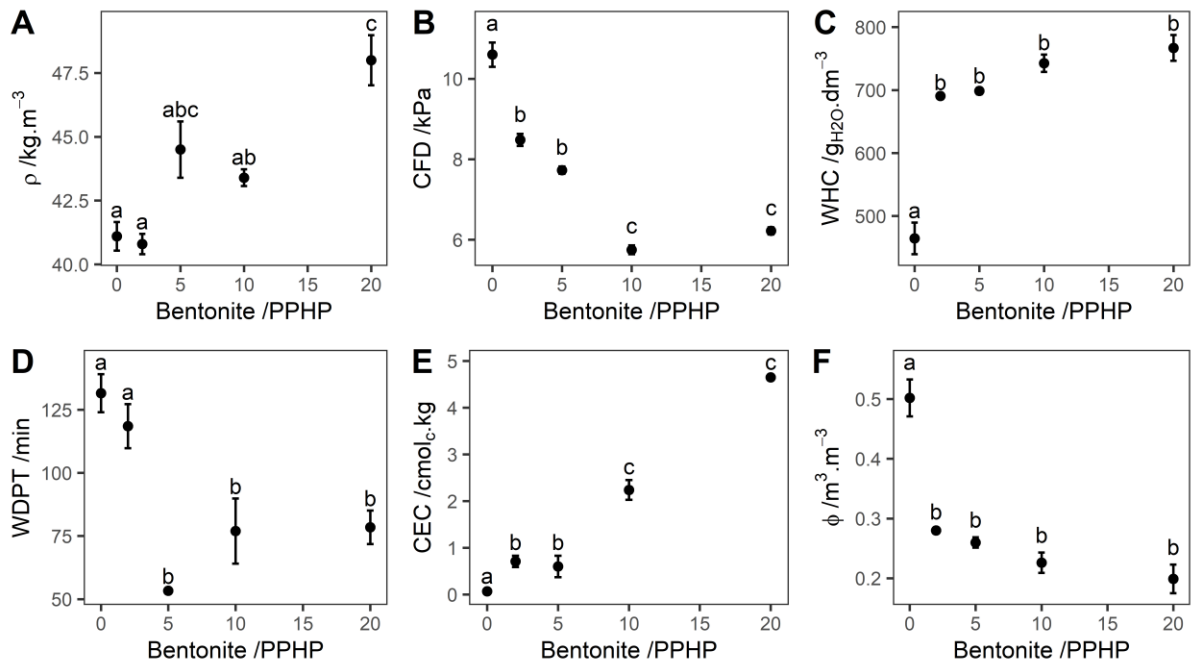 A
ρ /kg.m⁻³
47.5
45.0
42.5
40.0
a
a
abc
ab
c
0 5 10 15 20
Bentonite /PPHP
B
CFD /kPa
10
8
6
a
b
b
c
c
0 5 10 15 20
Bentonite /PPHP
C
WHC /g_H2O.dm⁻³
800
700
600
500
a
b
b
b
b
0 5 10 15 20
Bentonite /PPHP
D
WDPT /min
125
100
75
50
a
a
b
b
b
0 5 10 15 20
Bentonite /PPHP
E
CEC /cmol_c.kg
5
4
3
2
1
0
a
b
b
c
c
0 5 10 15 20
Bentonite /PPHP
F
ϕ /m³.m⁻³
0.5
0.4
0.3
0.2
a
b
b
b
b
0 5 10 15 20
Bentonite /PPHP